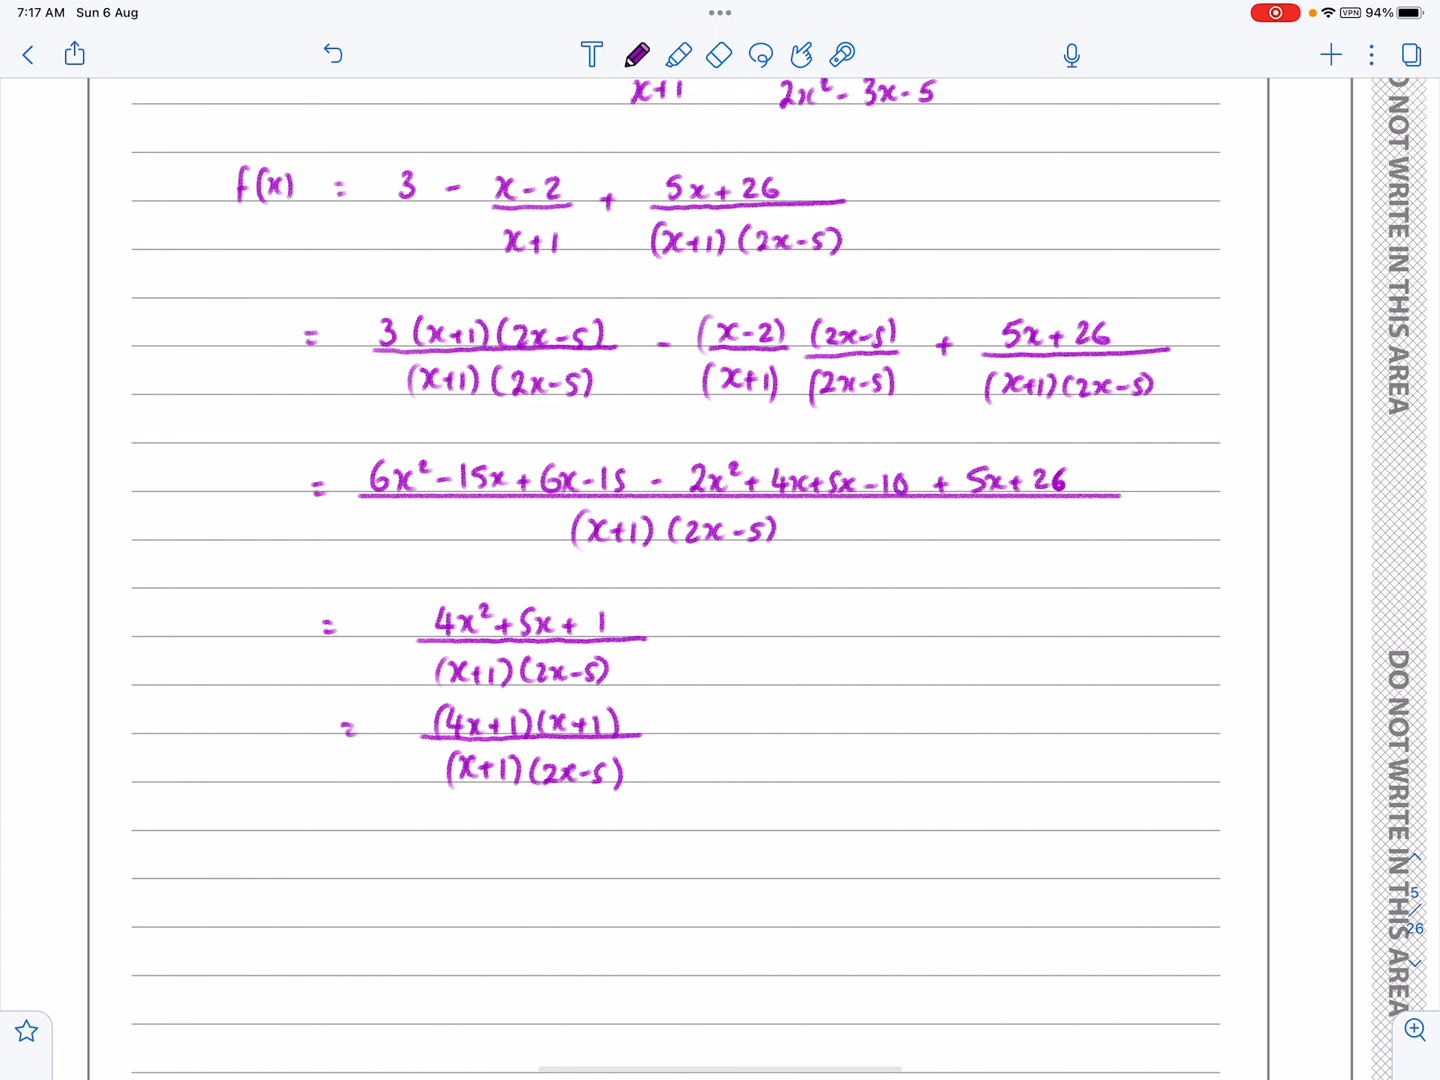 7:17 AM Sun 6 Aug
VPN 94%
x+1 2x² - 3x - 5
f(x) = 3 - (x-2)/(x+1) + (5x+26)/((x+1)(2x-5))
= (3(x+1)(2x-5))/((x+1)(2x-5)) - (x-2)/(x+1) (2x-5)/(2x-5) + (5x+26)/((x+1)(2x-5))
= (6x² - 15x + 6x - 15 - 2x² + 4x + 5x - 10 + 5x + 26)/((x+1)(2x-5))
= (4x² + 5x + 1)/((x+1)(2x-5))
= ((4x+1)(x+1))/((x+1)(2x-5))
DO NOT WRITE IN THIS AREA
DO NOT WRITE IN THIS AREA
5
/
26